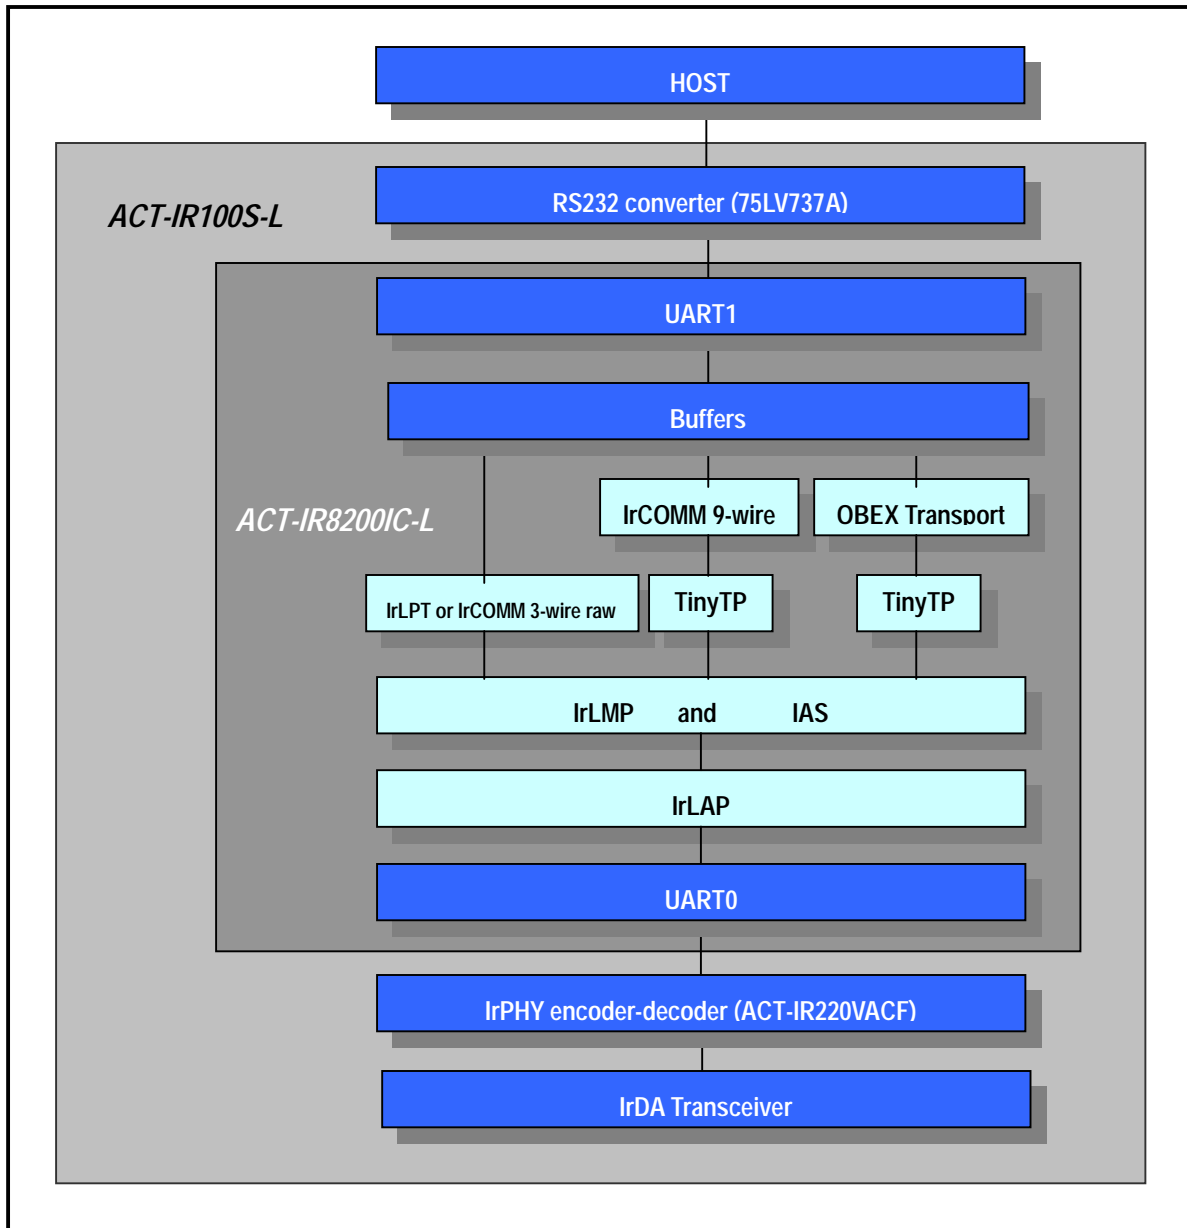 HOST
RS232 converter (75LV737A)
ACT-IR100S-L
UART1
Buffers
IrCOMM 9-wire
OBEX Transport
ACT-IR8200IC-L
IrLPT or IrCOMM 3-wire raw
TinyTP
TinyTP
IrLMP and IAS
IrLAP
UART0
IrPHY encoder-decoder (ACT-IR220VACF)
IrDA Transceiver